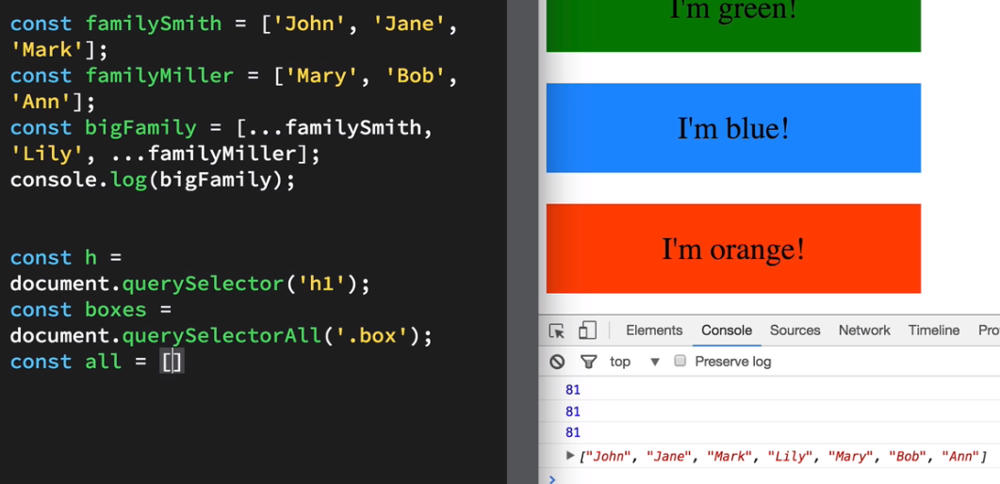 const familySmith = ['John', 'Jane',
'Mark'];
const familyMiller = ['Mary', 'Bob',
'Ann'];
const bigFamily = [...familySmith,
'Lily', ...familyMiller];
console.log(bigFamily);
const h =
document.querySelector('h1');
const boxes =
document.querySelectorAll('.box');
const all = []
I'm green!
I'm blue!
I'm orange!
Elements Console Sources Network Timeline Pro
top ▼ Preserve log
81
81
81
▶ ["John", "Jane", "Mark", "Lily", "Mary", "Bob", "Ann"]
>